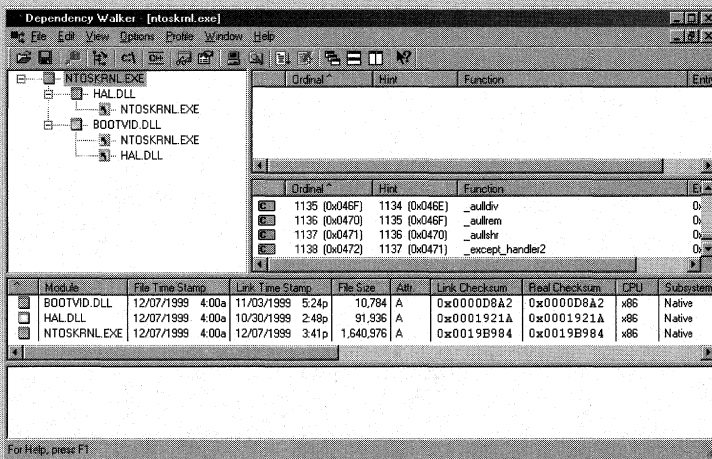 Dependency Walker - [ntoskrnl.exe]
File Edit View Options Profile Window Help
C:\
NTOSKRNL.EXE
HAL.DLL
NTOSKRNL.EXE
BOOTVID.DLL
NTOSKRNL.EXE
HAL.DLL
Ordinal ^ Hint Function Entry
Ordinal ^ Hint Function
C 1135 (0x046F) 1134 (0x046E) _aulldiv 0x
C 1136 (0x0470) 1135 (0x046F) _aullrem 0x
C 1137 (0x0471) 1136 (0x0470) _aullshr 0x
C 1138 (0x0472) 1137 (0x0471) _except_handler2 0x
^ Module File Time Stamp Link Time Stamp File Size Attr. Link Checksum Real Checksum CPU Subsystem
BOOTVID.DLL 12/07/1999 4:00a 11/03/1999 5:24p 10,784 A 0x0000D8A2 0x0000D8A2 x86 Native
HAL.DLL 12/07/1999 4:00a 10/30/1999 2:48p 91,936 A 0x0001921A 0x0001921A x86 Native
NTOSKRNL.EXE 12/07/1999 4:00a 12/07/1999 3:41p 1,640,976 A 0x0019B984 0x0019B984 x86 Native
For Help, press F1